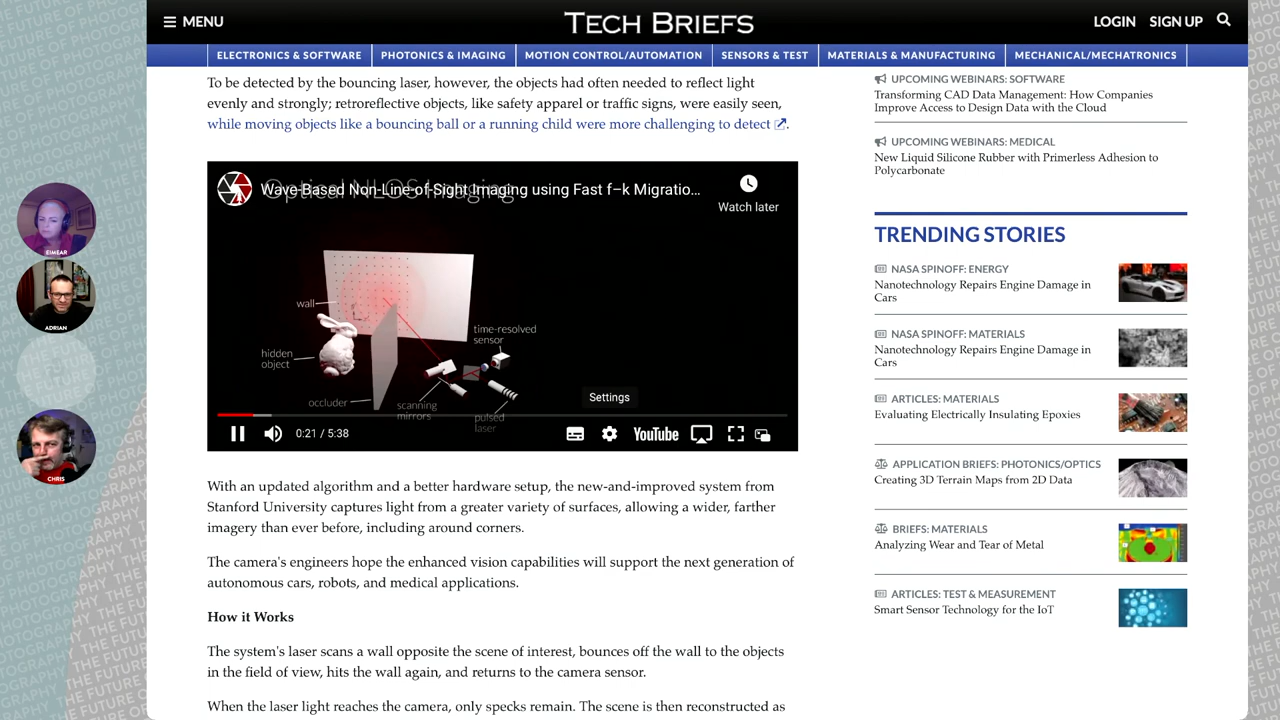 MENU
TECH BRIEFS
LOGIN
SIGN UP
ELECTRONICS & SOFTWARE
PHOTONICS & IMAGING
MOTION CONTROL/AUTOMATION
SENSORS & TEST
MATERIALS & MANUFACTURING
MECHANICAL/MECHATRONICS
To be detected by the bouncing laser, however, the objects had often needed to reflect light
evenly and strongly; retroreflective objects, like safety apparel or traffic signs, were easily seen,
while moving objects like a bouncing ball or a running child were more challenging to detect.
Optical NLOS Imaging
Wave-Based Non-Line-of-Sight Imaging using Fast f–k Migratio...
Watch later
wall
hidden
object
occluder
scanning
mirrors
time-resolved
sensor
pulsed
laser
Settings
0:21 / 5:38
YouTube
With an updated algorithm and a better hardware setup, the new-and-improved system from
Stanford University captures light from a greater variety of surfaces, allowing a wider, farther
imagery than ever before, including around corners.
The camera's engineers hope the enhanced vision capabilities will support the next generation of
autonomous cars, robots, and medical applications.
How it Works
The system's laser scans a wall opposite the scene of interest, bounces off the wall to the objects
in the field of view, hits the wall again, and returns to the camera sensor.
When the laser light reaches the camera, only specks remain. The scene is then reconstructed as
UPCOMING WEBINARS: SOFTWARE
Transforming CAD Data Management: How Companies
Improve Access to Design Data with the Cloud
UPCOMING WEBINARS: MEDICAL
New Liquid Silicone Rubber with Primerless Adhesion to
Polycarbonate
TRENDING STORIES
NASA SPINOFF: ENERGY
Nanotechnology Repairs Engine Damage in
Cars
NASA SPINOFF: MATERIALS
Nanotechnology Repairs Engine Damage in
Cars
ARTICLES: MATERIALS
Evaluating Electrically Insulating Epoxies
APPLICATION BRIEFS: PHOTONICS/OPTICS
Creating 3D Terrain Maps from 2D Data
BRIEFS: MATERIALS
Analyzing Wear and Tear of Metal
ARTICLES: TEST & MEASUREMENT
Smart Sensor Technology for the IoT
EIMEAR
ADRIAN
CHRIS